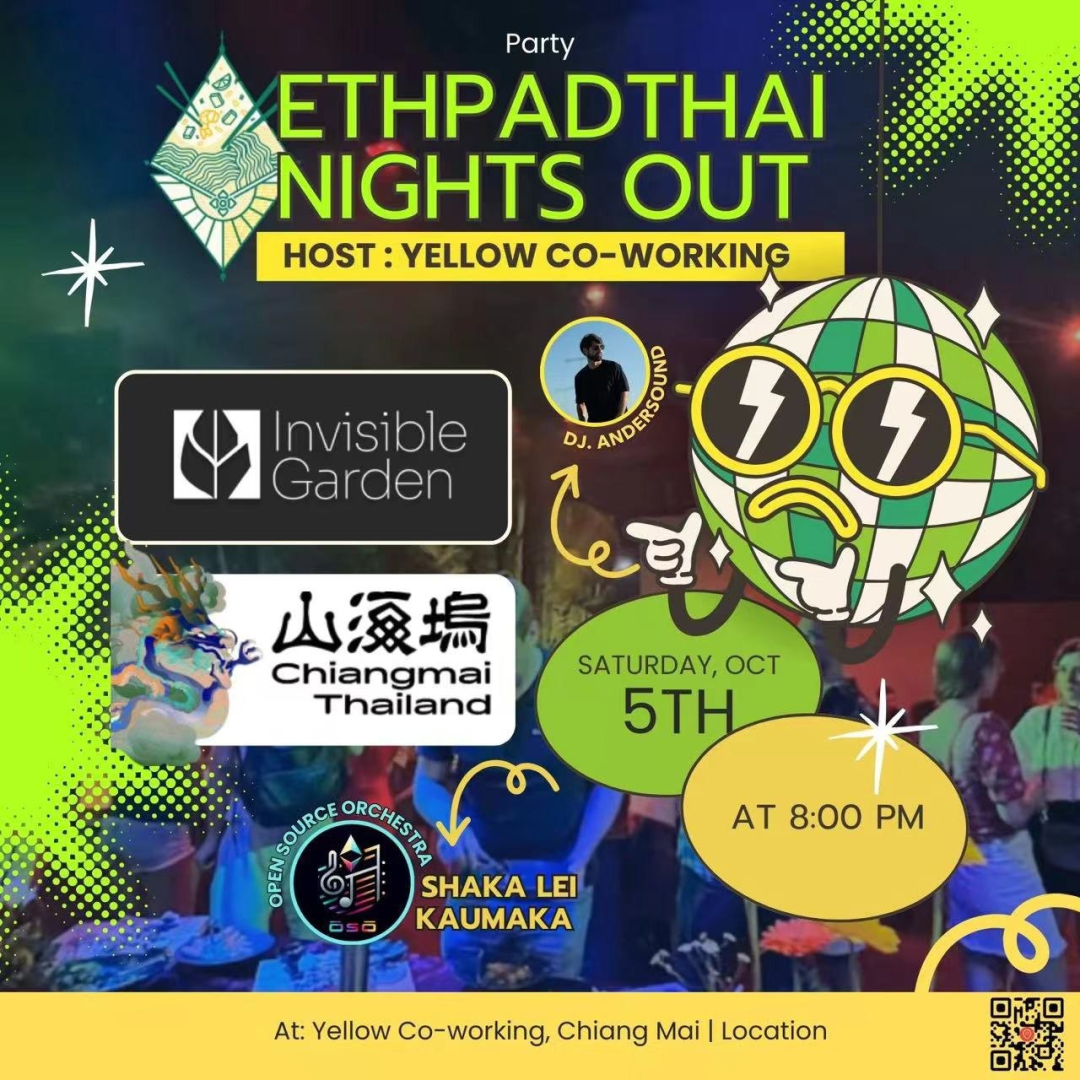 Party
ETHPADTHAI
NIGHTS OUT
HOST : YELLOW CO-WORKING
DJ. ANDERSOUND
Invisible
Garden
山海塢
Chiangmai
Thailand
SATURDAY, OCT
5TH
AT 8:00 PM
OPEN SOURCE ORCHESTRA
ōsō
SHAKA LEI
KAUMAKA
At: Yellow Co-working, Chiang Mai | Location